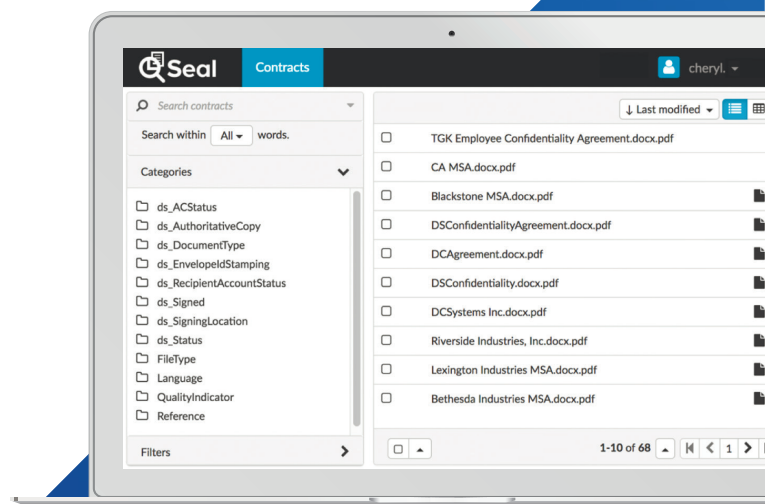 Seal
Contracts
cheryl.
Search contracts
Search within All words.
Categories
ds_ACStatus
ds_AuthoritativeCopy
ds_DocumentType
ds_EnvelopeIdStamping
ds_RecipientAccountStatus
ds_Signed
ds_SigningLocation
ds_Status
FileType
Language
QualityIndicator
Reference
Filters
↓ Last modified
TGK Employee Confidentiality Agreement.docx.pdf
CA MSA.docx.pdf
Blackstone MSA.docx.pdf
DSConfidentialityAgreement.docx.pdf
DCAgreement.docx.pdf
DSConfidentiality.docx.pdf
DCSystems Inc.docx.pdf
Riverside Industries, Inc.docx.pdf
Lexington Industries MSA.docx.pdf
Bethesda Industries MSA.docx.pdf
1-10 of 68
1